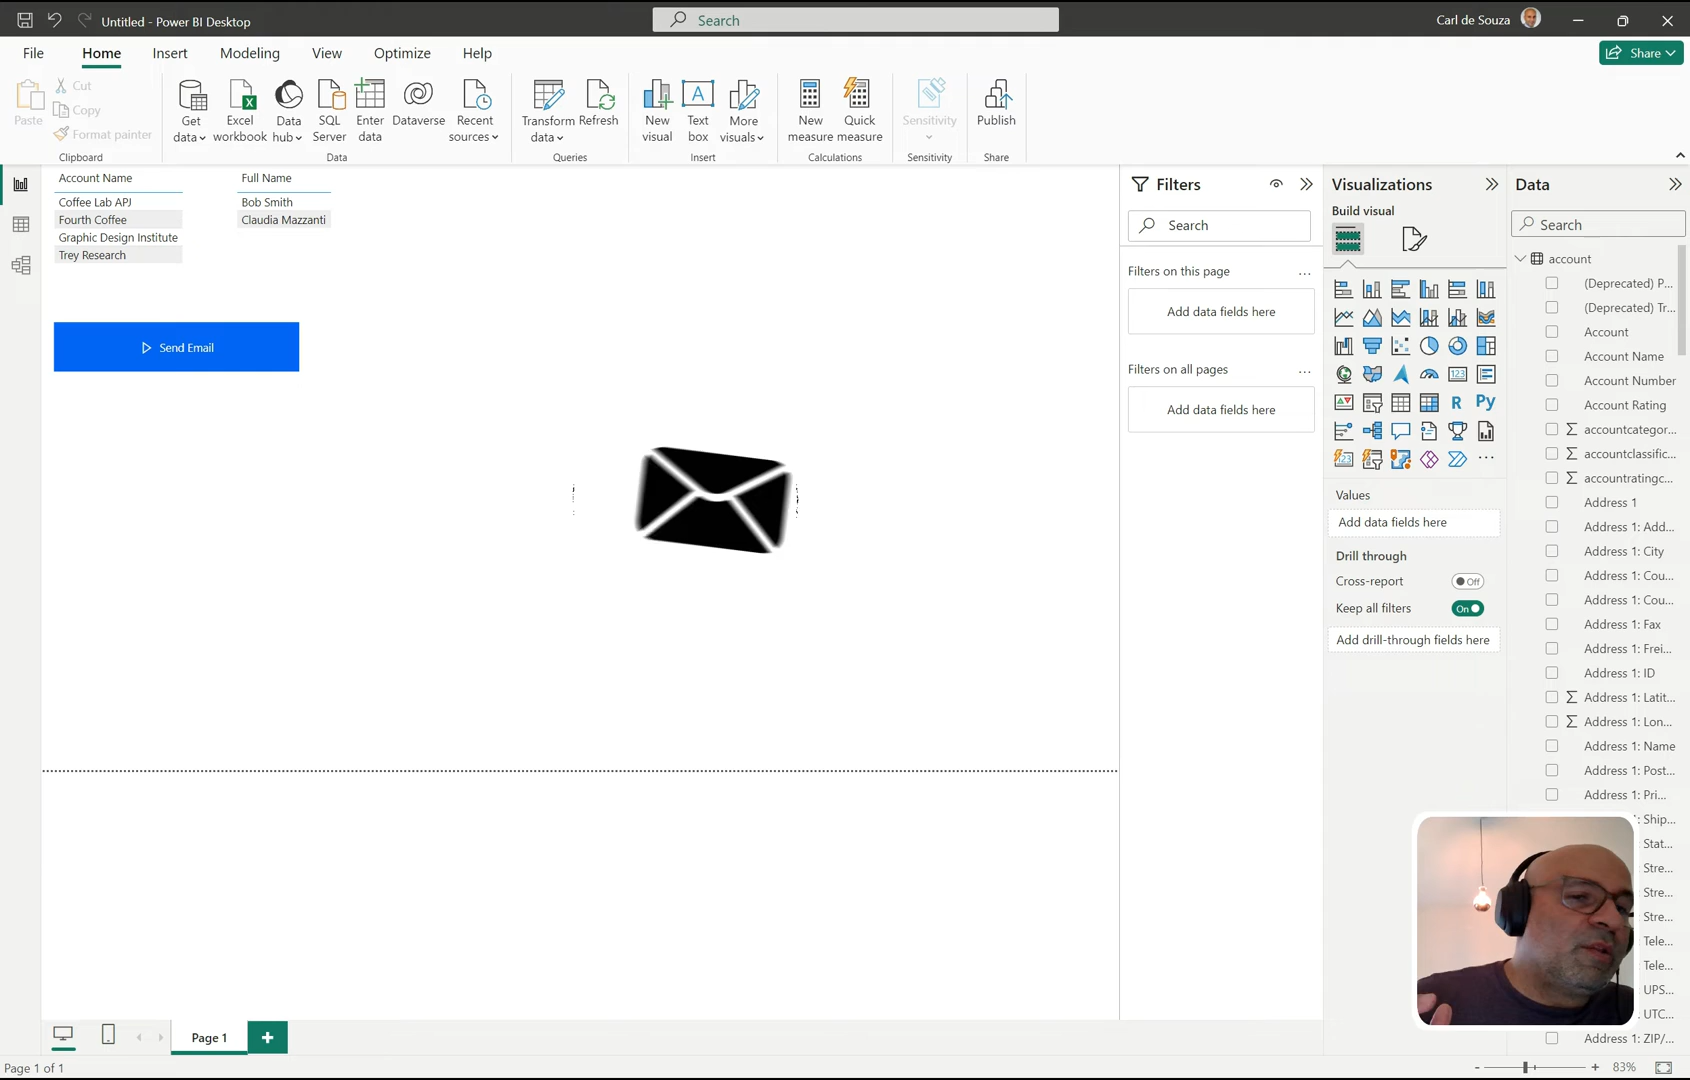 Untitled - Power BI Desktop
Search
Carl de Souza
File
Home
Insert
Modeling
View
Optimize
Help
Share
Paste
Cut
Copy
Format painter
Clipboard
Get data
Excel workbook
Data hub
SQL Server
Enter data
Dataverse
Recent sources
Data
Transform data
Refresh
Queries
New visual
Text box
More visuals
Insert
New measure
Quick measure
Calculations
Sensitivity
Sensitivity
Publish
Share
Account Name
Coffee Lab APJ
Fourth Coffee
Graphic Design Institute
Trey Research
Full Name
Bob Smith
Claudia Mazzanti
Send Email
Filters
Search
Filters on this page
...
Add data fields here
Filters on all pages
...
Add data fields here
Visualizations
Build visual
123
R
Py
123
...
Values
Add data fields here
Drill through
Cross-report
Off
Keep all filters
On
Add drill-through fields here
Data
Search
account
(Deprecated) P...
(Deprecated) Tr...
Account
Account Name
Account Number
Account Rating
accountcategor...
accountclassific...
accountratingc...
Address 1
Address 1: Add...
Address 1: City
Address 1: Cou...
Address 1: Cou...
Address 1: Fax
Address 1: Frei...
Address 1: ID
Address 1: Latit...
Address 1: Lon...
Address 1: Name
Address 1: Post...
Address 1: Pri...
: Ship...
Stat...
Stre...
Stre...
Stre...
Tele...
Tele...
UPS...
UTC...
Address 1: ZIP/...
Page 1
Page 1 of 1
83%